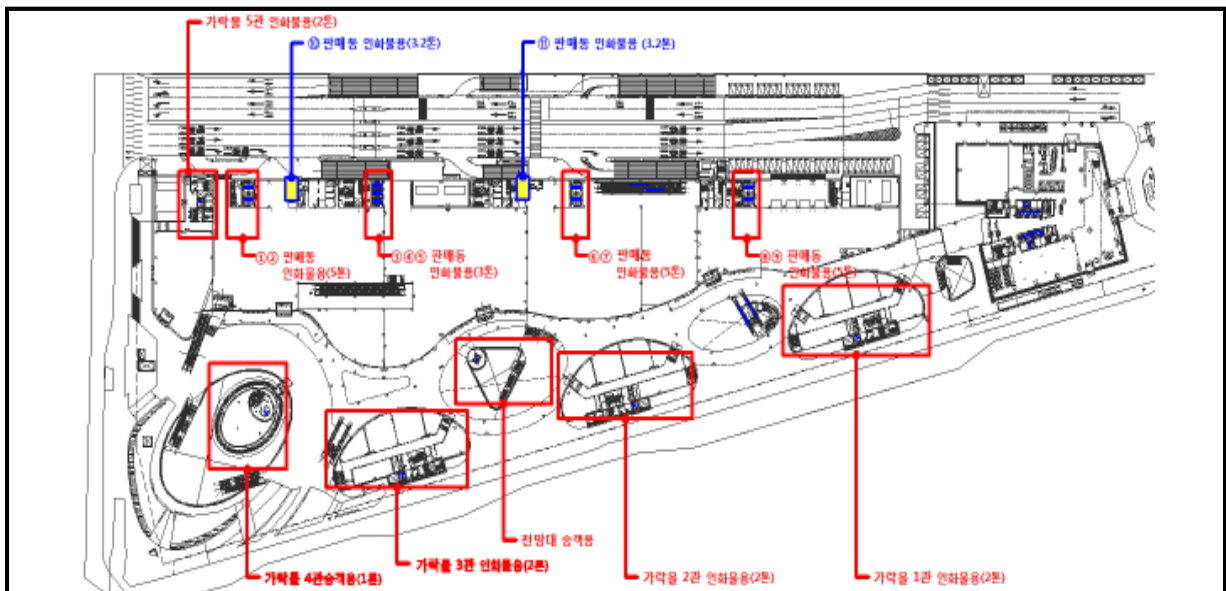 가락몰 5관 인화물용(2톤)
⑩ 판매동 인화물용(3.2톤)
⑪ 판매동 인화물용 (3.2톤)
①② 판매동
인화물용(5톤)
③④⑤ 판매동
인화물용(3톤)
⑥⑦ 판매동
인화물용(5톤)
⑧⑨ 판매동
인화물용(5톤)
전망대 승객용
가락몰 4관승객용(1톤)
가락몰 3관 인화물용(2톤)
가락몰 2관 인화물용(2톤)
가락몰 1관 인화물용(2톤)